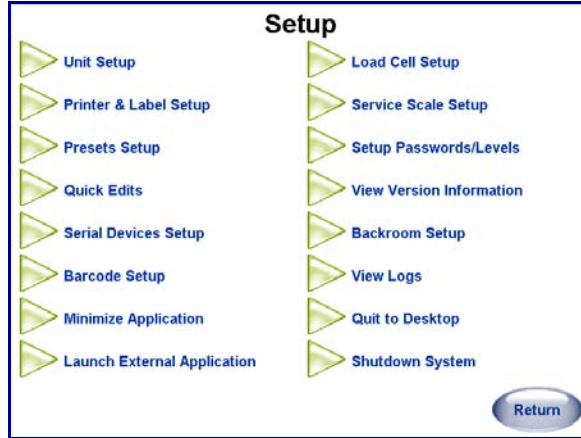 Setup
Unit Setup
Printer & Label Setup
Presets Setup
Quick Edits
Serial Devices Setup
Barcode Setup
Minimize Application
Launch External Application
Load Cell Setup
Service Scale Setup
Setup Passwords/Levels
View Version Information
Backroom Setup
View Logs
Quit to Desktop
Shutdown System
Return